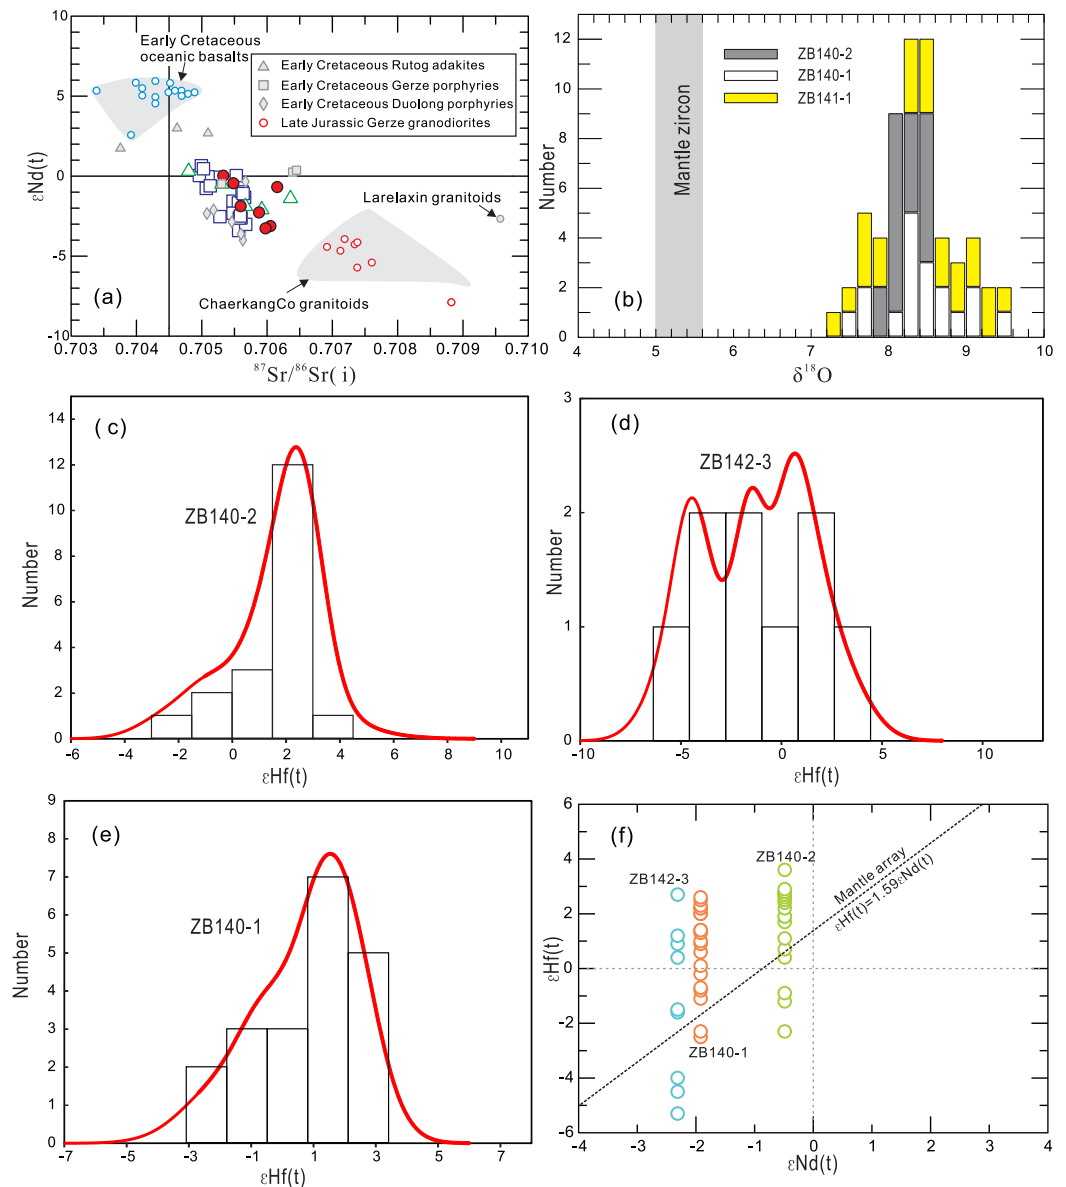 10
5
0
-5
-10
εNd(t)
Early Cretaceous
oceanic basalts
Early Cretaceous Rutog adakites
Early Cretaceous Gerze porphyries
Early Cretaceous Duolong porphyries
Late Jurassic Gerze granodiorites
Larelaxin granitoids
ChaerkangCo granitoids
(a)
0.703 0.704 0.705 0.706 0.707 0.708 0.709 0.710
⁸⁷Sr/⁸⁶Sr( i )
12
10
8
6
4
2
0
Number
Mantle zircon
ZB140-2
ZB140-1
ZB141-1
(b)
4 5 6 7 8 9 10
δ¹⁸O
14
12
10
8
6
4
2
0
Number
( c )
ZB140-2
-6 -4 -2 0 2 4 6 8 10
εHf(t)
3
2
1
0
Number
(d)
ZB142-3
-10 -5 0 5 10
εHf(t)
9
8
7
6
5
4
3
2
1
0
Number
(e)
ZB140-1
-7 -5 -3 -1 1 3 5 7
εHf(t)
6
4
2
0
-2
-4
-6
εHf(t)
(f)
ZB140-2
ZB142-3
ZB140-1
Mantle array
εHf(t)=1.59εNd(t)
-4 -3 -2 -1 0 1 2 3 4
εNd(t)